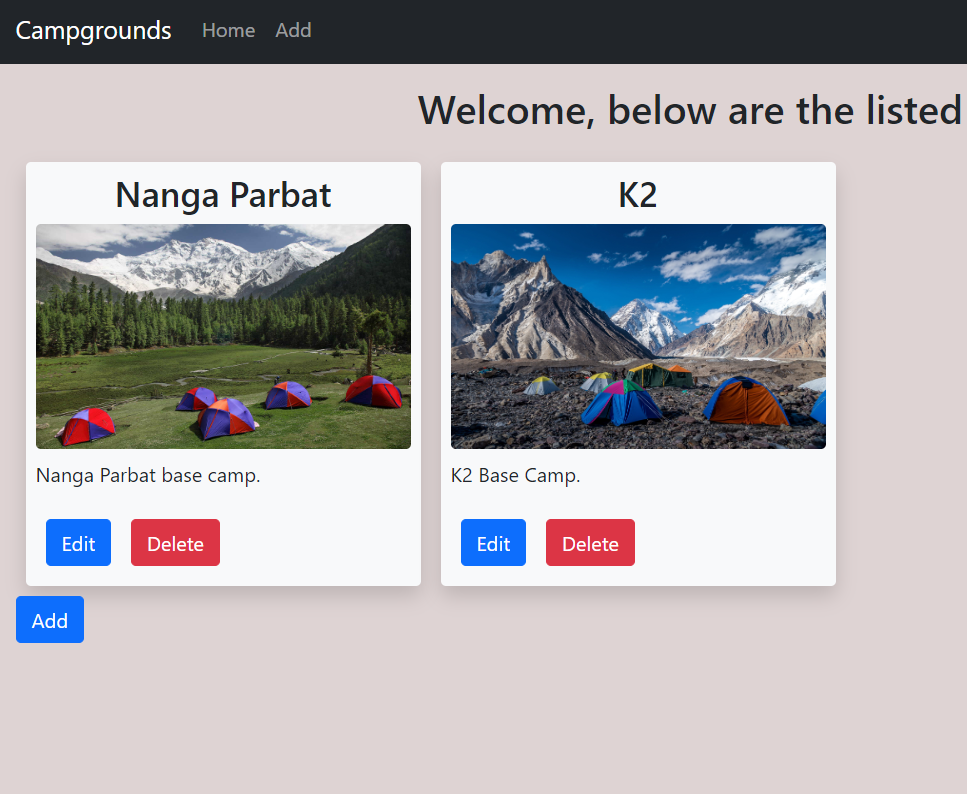 Campgrounds Home Add
Welcome, below are the listed
Nanga Parbat
K2
Nanga Parbat base camp.
K2 Base Camp.
Edit Delete
Edit Delete
Add